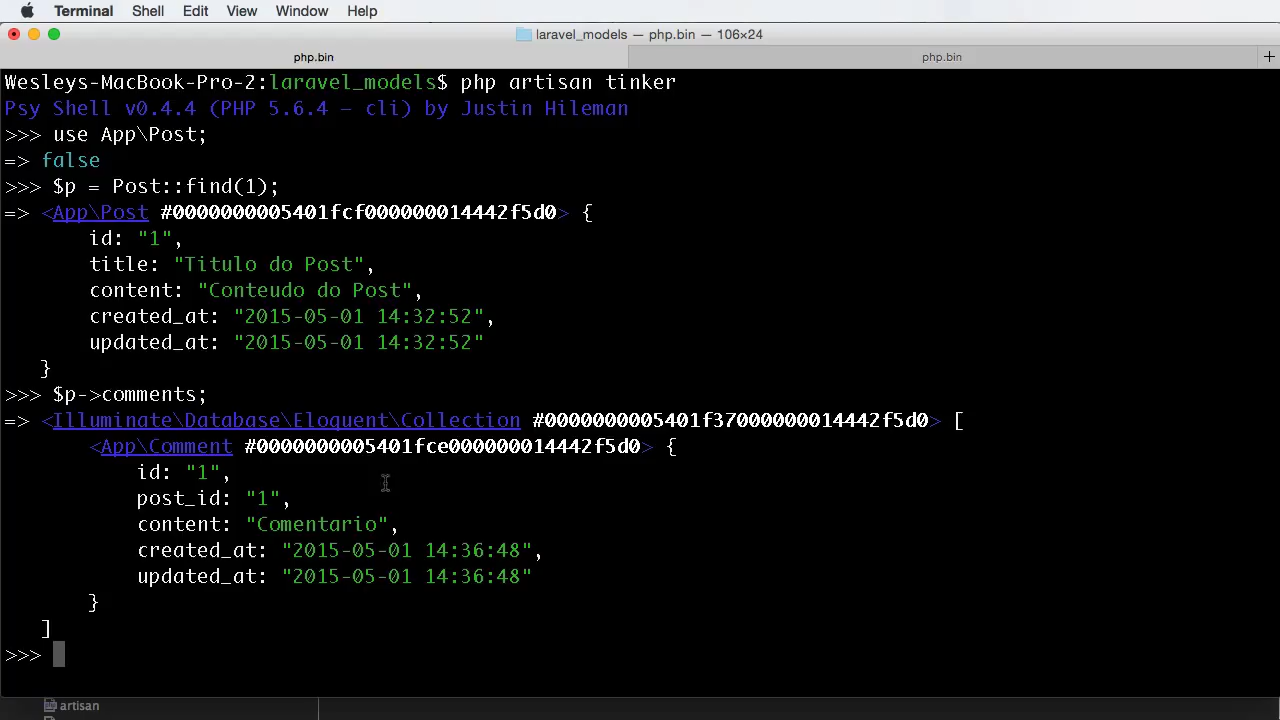 Terminal Shell Edit View Window Help
laravel_models — php.bin — 106×24
php.bin php.bin +
Wesleys-MacBook-Pro-2:laravel_models$ php artisan tinker
Psy Shell v0.4.4 (PHP 5.6.4 — cli) by Justin Hileman
>>> use App\Post;
=> false
>>> $p = Post::find(1);
=> <App\Post #0000000005401fcf000000014442f5d0> {
id: "1",
title: "Titulo do Post",
content: "Conteudo do Post",
created_at: "2015-05-01 14:32:52",
updated_at: "2015-05-01 14:32:52"
}
>>> $p->comments;
=> <Illuminate\Database\Eloquent\Collection #0000000005401f37000000014442f5d0> [
<App\Comment #0000000005401fce000000014442f5d0> {
id: "1",
post_id: "1",
content: "Comentario",
created_at: "2015-05-01 14:36:48",
updated_at: "2015-05-01 14:36:48"
}
]
>>>
artisan